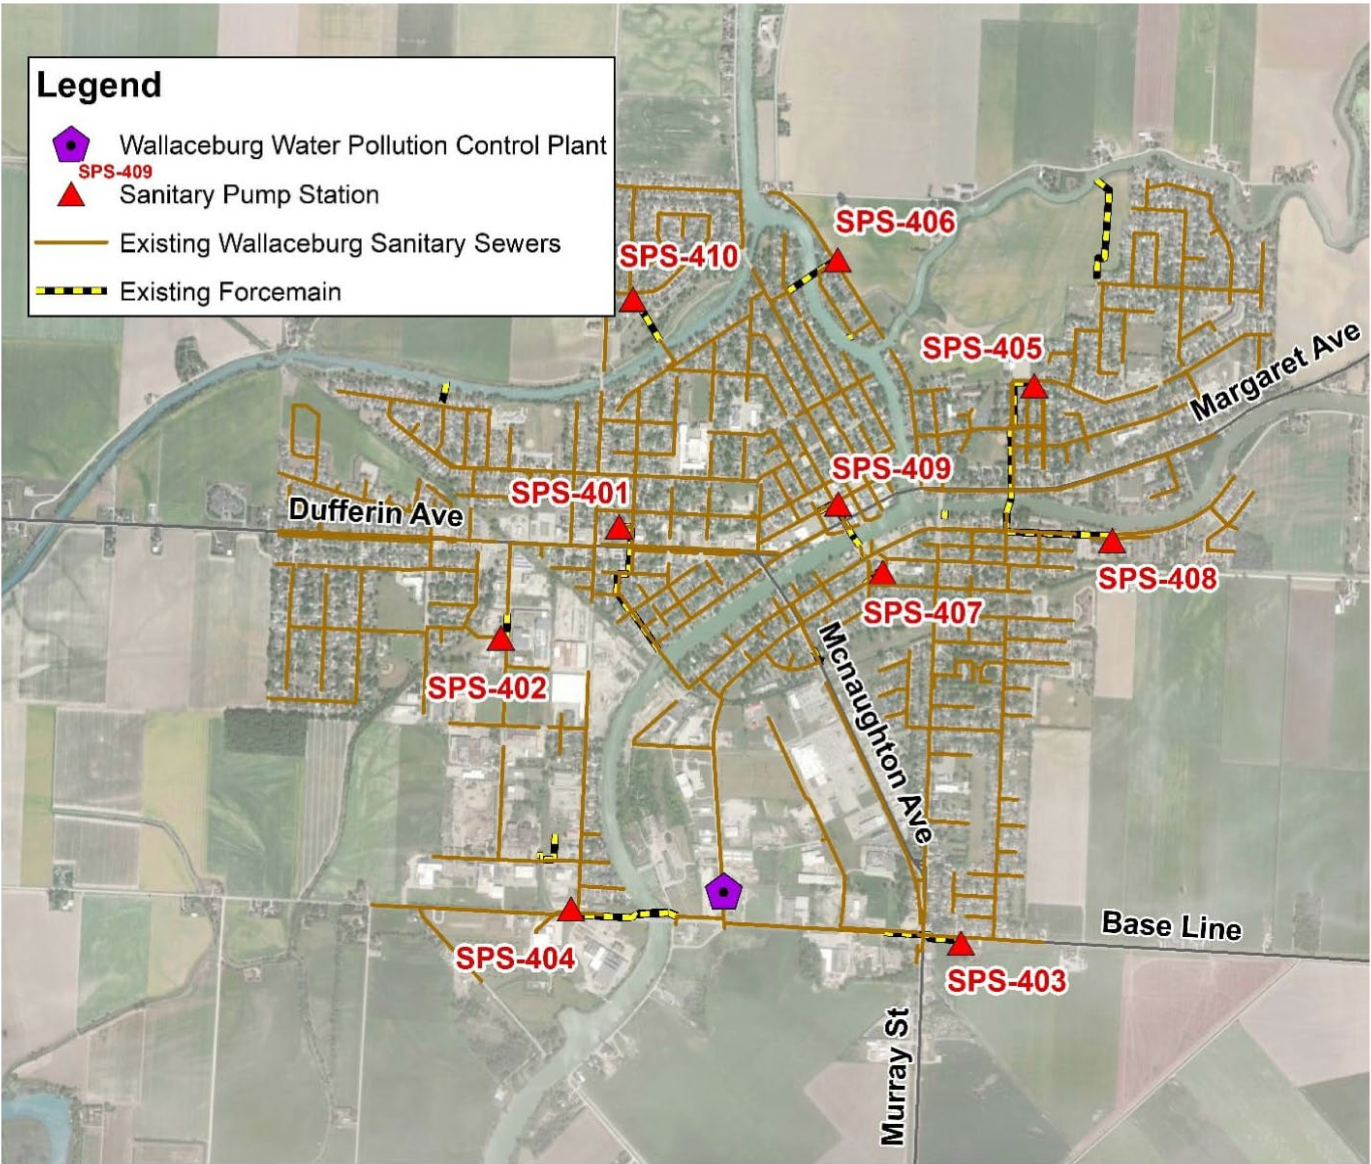 Legend
Wallaceburg Water Pollution Control Plant
SPS-409
Sanitary Pump Station
Existing Wallaceburg Sanitary Sewers
Existing Forcemain
SPS-406
SPS-410
SPS-405
Margaret Ave
SPS-409
SPS-401
Dufferin Ave
SPS-408
SPS-407
SPS-402
Mcnaughton Ave
SPS-404
Base Line
SPS-403
Murray St